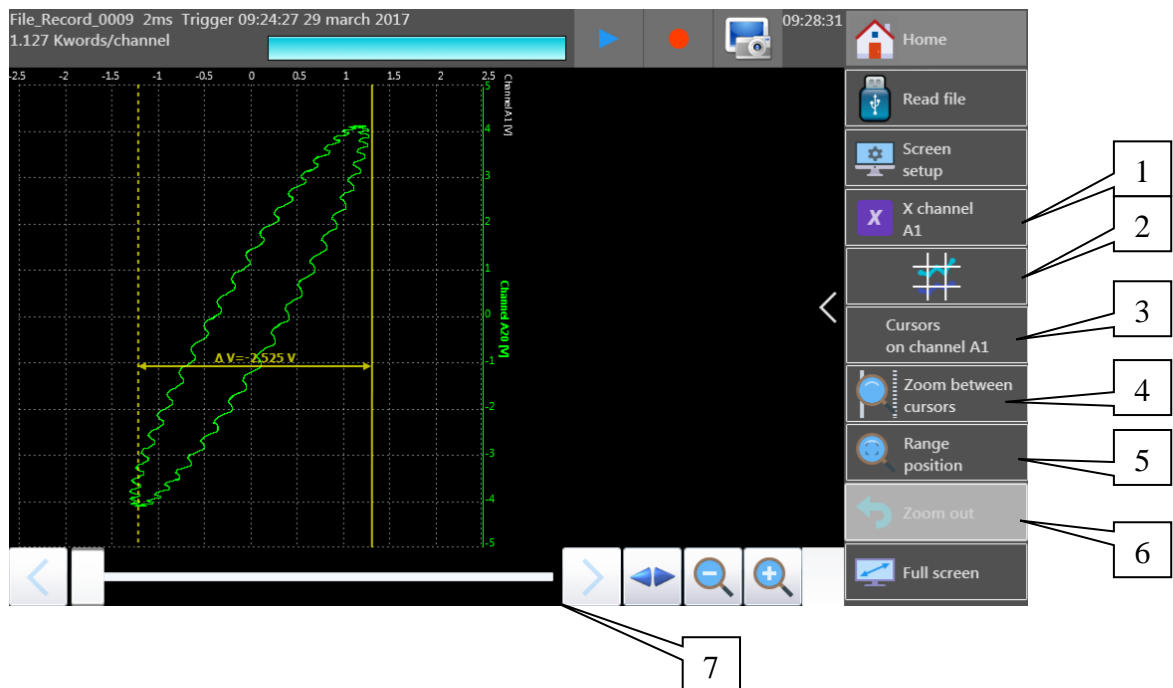 File_Record_0009 2ms Trigger 09:24:27 29 march 2017
1.127 Kwords/channel
09:28:31
-2.5 -2 -1.5 -1 -0.5 0 0.5 1 1.5 2 2.5
Channel A1 [V]
5
4
3
2
1
0
-1
-2
-3
-4
-5
Channel A20 [V]
Δ V=-2.525 V
Home
Read file
Screen
setup
X
X channel
A1
Cursors
on channel A1
Zoom between
cursors
Range
position
Zoom out
Full screen
1
2
3
4
5
6
7